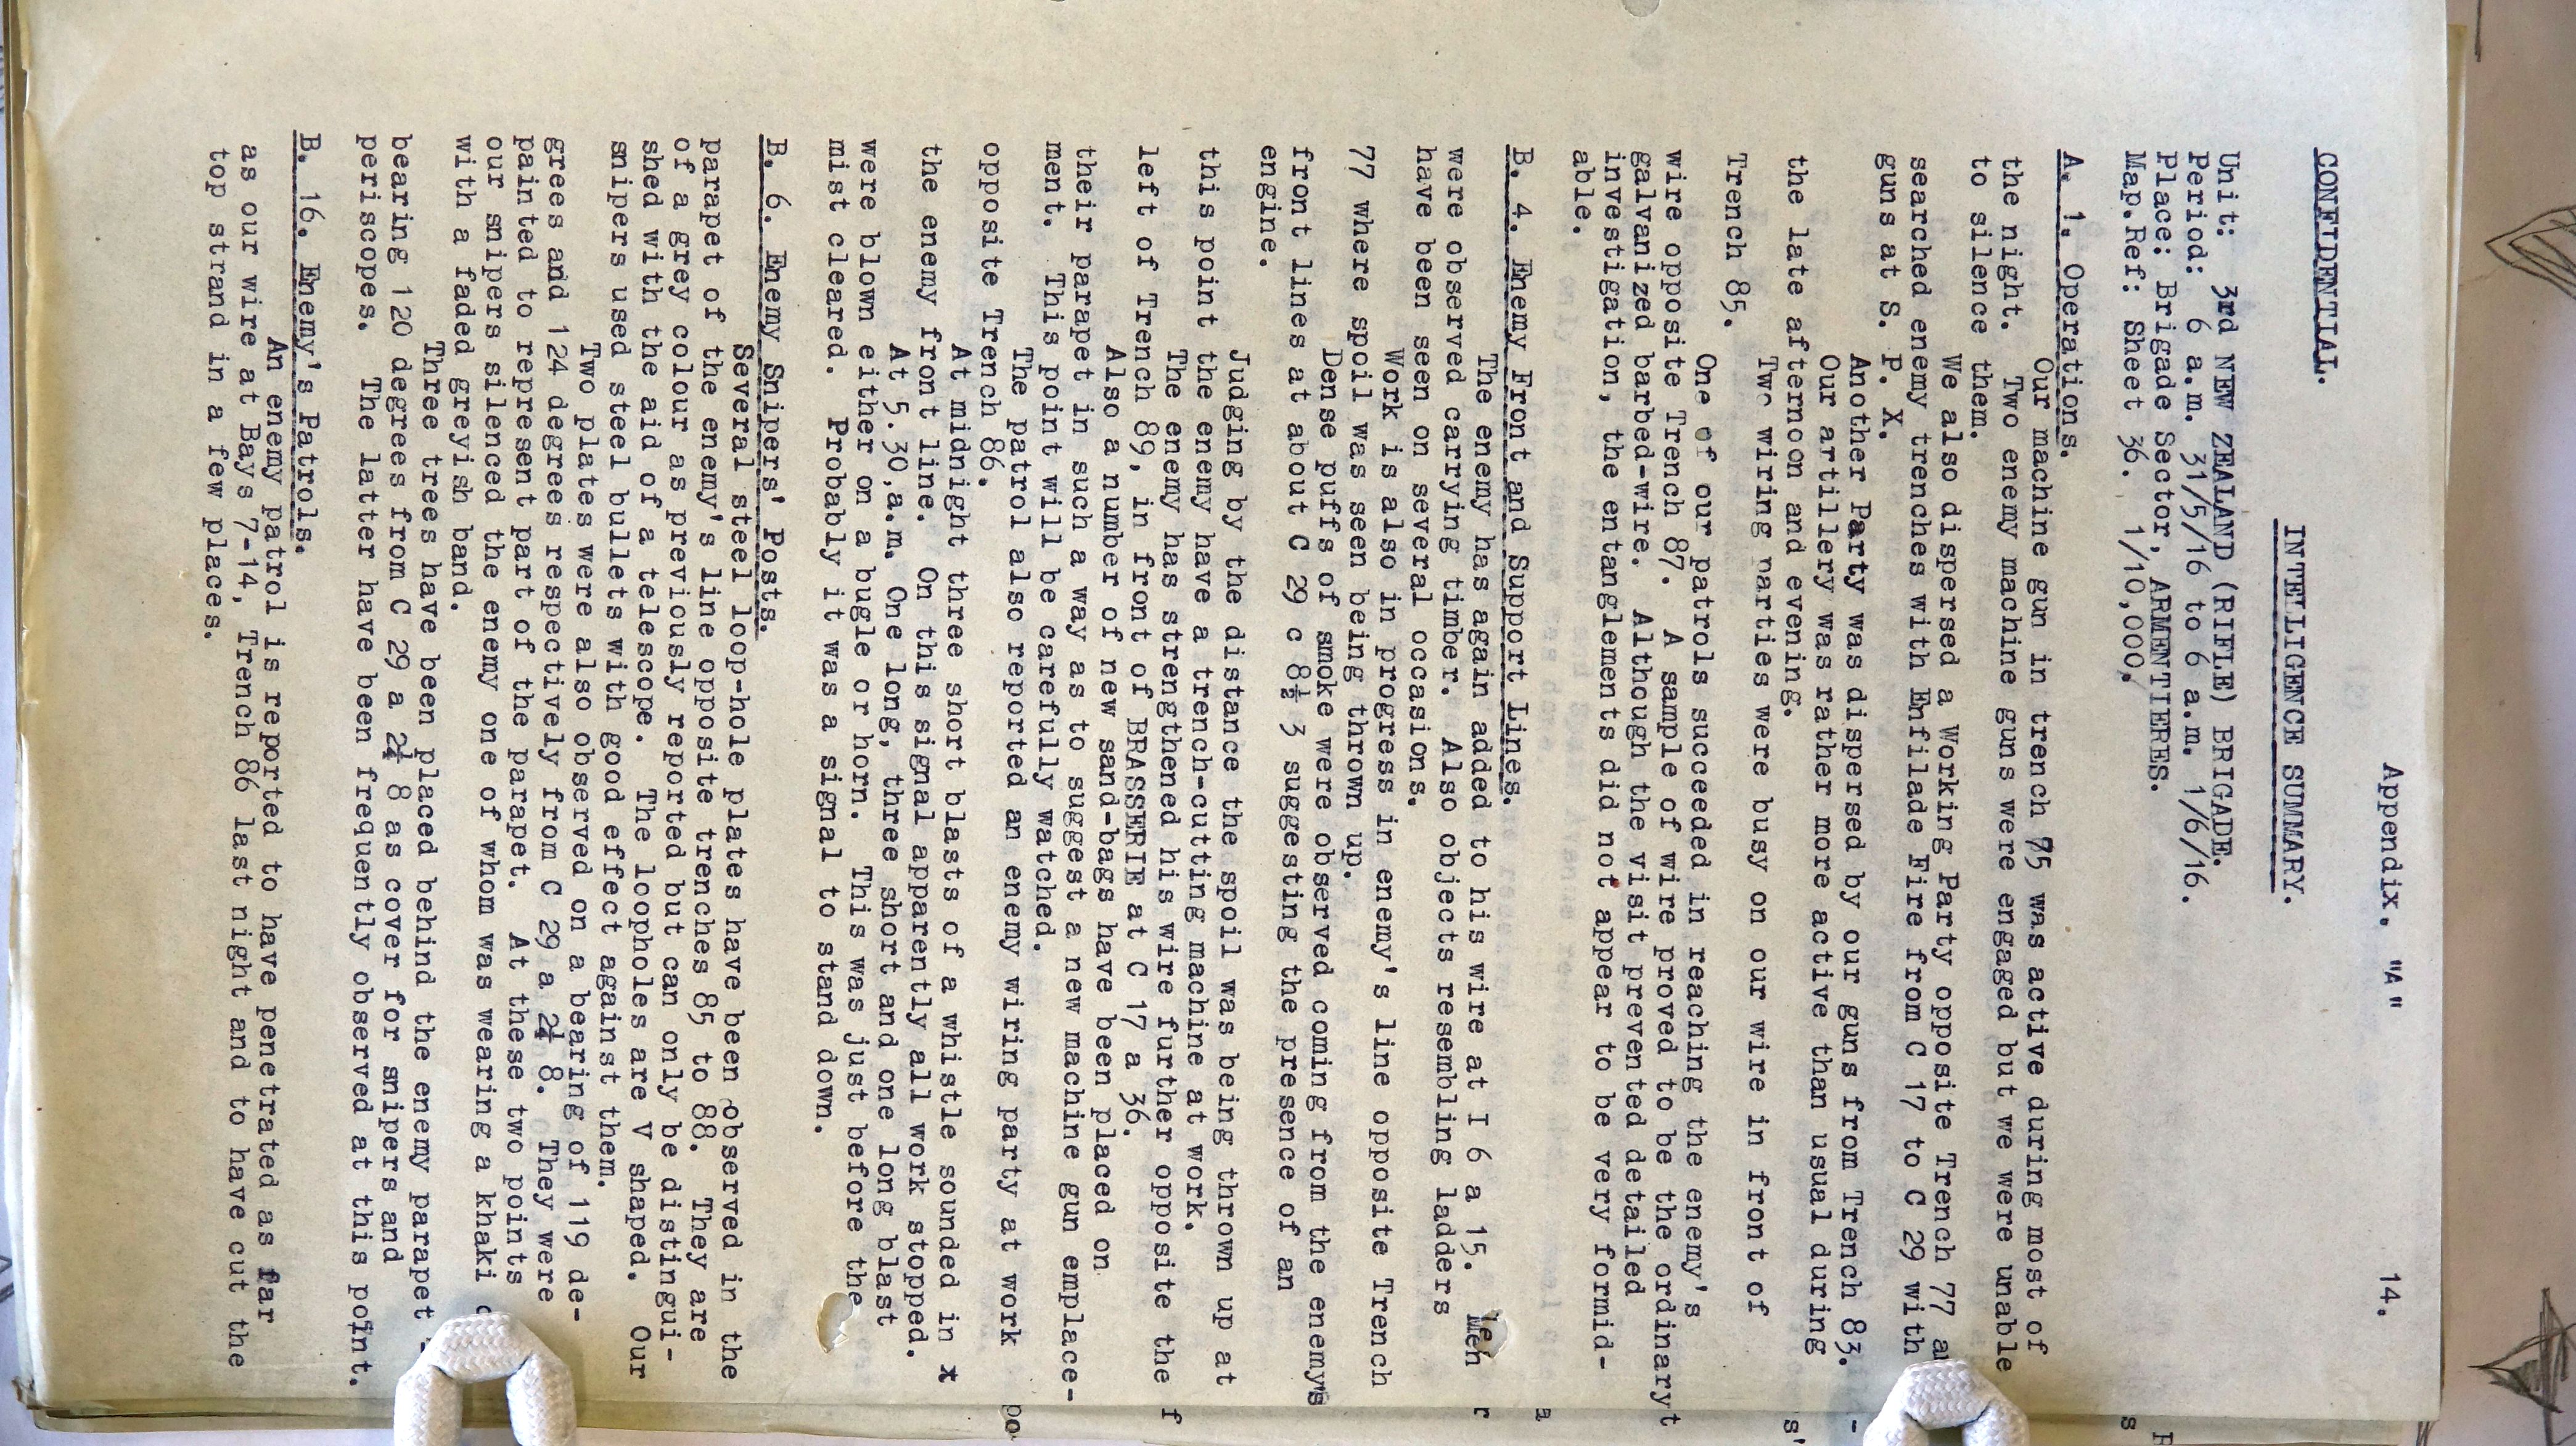 Appendix. "A"    14.
CONFIDENTIAL.
INTELLIGENCE SUMMARY.
Unit: 3rd NEW ZEALAND (RIFLE) BRIGADE.
Period: 6 a.m. 31/5/16 to 6 a.m. 1/6/16.
Place: Brigade Sector, ARMENTIERES.
Map.Ref: Sheet 36. 1/10,000.
A. 1. Operations.
Our machine gun in trench 75 was active during most of
the night. Two enemy machine guns were engaged but we were unable
to silence them.
We also dispersed a Working Party opposite Trench 77 a
searched enemy trenches with Enfilade Fire from C 17 to C 29 with
guns at S. P. X.
Another Party was dispersed by our guns from Trench 83.
Our artillery was rather more active than usual during
the late afternoon and evening.
Two wiring parties were busy on our wire in front of
Trench 85.
One of our patrols succeeded in reaching the enemy's
wire opposite Trench 87. A sample of wire proved to be the ordinary
galvanized barbed-wire. Although the visit prevented detailed
investigation, the entanglements did not appear to be very formid-
able.
B. 4. Enemy Front and Support Lines.
The enemy has again added to his wire at I 6 a 15. Men
were observed carrying timber. Also objects resembling ladders
have been seen on several occasions.
Work is also in progress in enemy's line opposite Trench
77 where spoil was seen being thrown up.
Dense puffs of smoke were observed coming from the enemys
front lines at about C 29 c 8½ 3 suggesting the presence of an
engine.
Judging by the distance the spoil was being thrown up at
this point the enemy have a trench-cutting machine at work.
The enemy has strengthened his wire further opposite the
left of Trench 89, in front of BRASSERIE at C 17 a 36.
Also a number of new sand-bags have been placed on
their parapet in such a way as to suggest a new machine gun emplace-
ment. This point will be carefully watched.
The patrol also reported an enemy wiring party at work
opposite Trench 86.
At midnight three short blasts of a whistle sounded in x
the enemy front line. On this signal apparently all work stopped.
At 5.30,a.m. One long, three short and one long blast
were blown either on a bugle or horn. This was just before the
mist cleared. Probably it was a signal to stand down.
B. 6. Enemy Snipers' Posts.
Several steel loop-hole plates have been observed in the
parapet of the enemy's line opposite trenches 85 to 88. They are
of a grey colour as previously reported but can only be distingui-
shed with the aid of a telescope. The loopholes are V shaped. Our
snipers used steel bullets with good effect against them.
Two plates were also observed on a bearing of 119 de-
grees and 124 degrees respectively from C 29 a 2½ 8. They were
painted to represent part of the parapet. At these two points
our snipers silenced the enemy one of whom was wearing a khaki c
with a faded greyish band.
Three trees have been placed behind the enemy parapet
bearing 120 degrees from C 29 a 2½ 8 as cover for snipers and
periscopes. The latter have been frequently observed at this point.
B. 16. Enemy's Patrols.
An enemy patrol is reported to have penetrated as far
as our wire at Bays 7-14, Trench 86 last night and to have cut the
top strand in a few places.